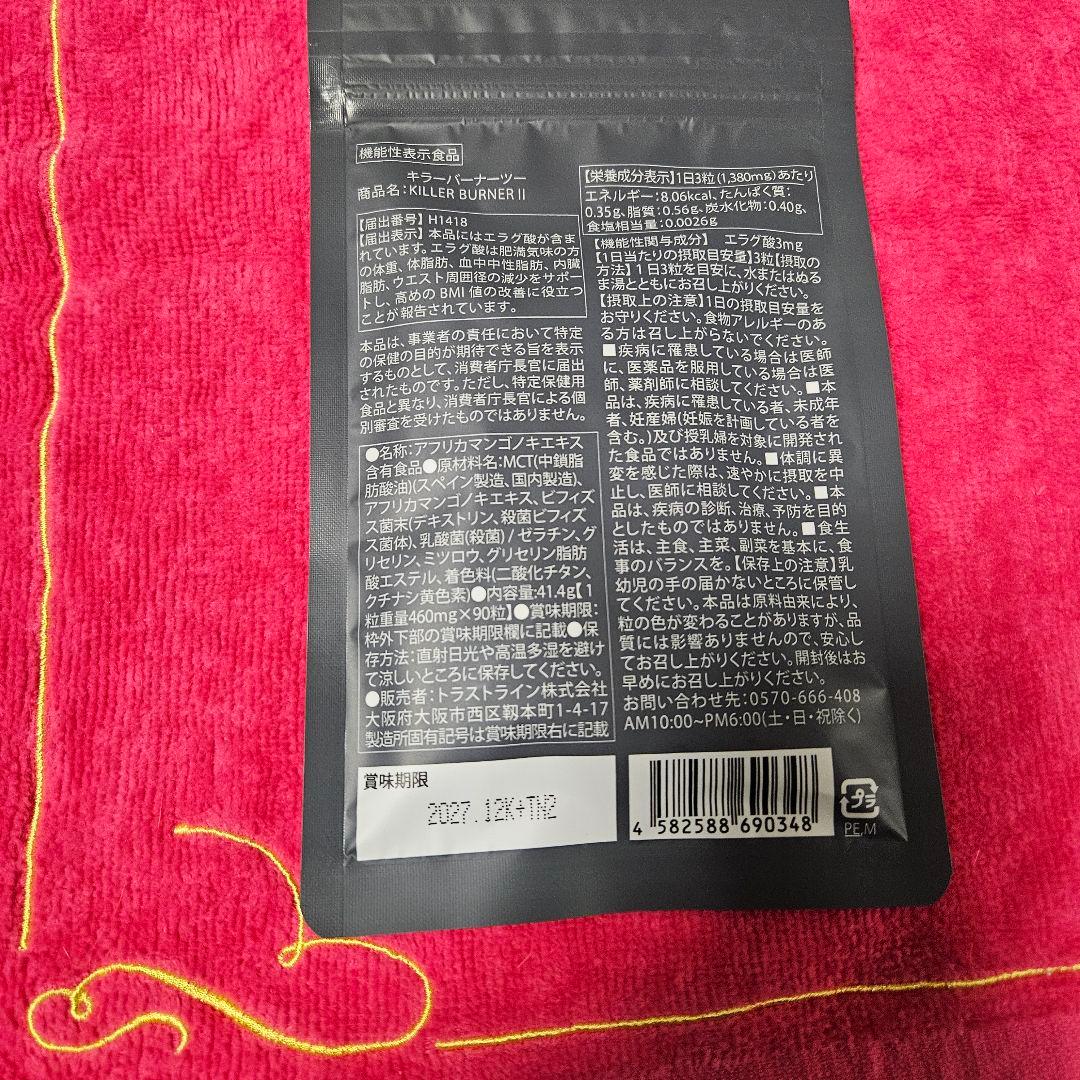 機能性表示食品
キラーバーナーツー
商品名:KILLER BURNERⅡ
【届出番号】H1418
【届出表示】本品にはエラグ酸が含ま
れています。エラグ酸は肥満気味の方
の体重、体脂肪、血中中性脂肪、内臓
脂肪、ウエスト周囲径の減少をサポー
トし、高めのBMI値の改善に役立つ
ことが報告されています。
本品は、事業者の責任において特定
の保健の目的が期待できる旨を表示
するものとして、消費者庁長官に届出
されたものです。ただし、特定保健用
食品と異なり、消費者庁長官による個
別審査を受けたものではありません。
●名称:アフリカマンゴノキエキス
含有食品●原材料名:MCT(中鎖脂
肪酸油)(スペイン製造、国内製造)、
アフリカマンゴノキエキス、ビフィズ
ス菌末(デキストリン、殺菌ビフィズ
ス菌体)、乳酸菌(殺菌)/ゼラチン、グ
リセリン、ミツロウ、グリセリン脂肪
酸エステル、着色料(二酸化チタン、
クチナシ黄色素)●内容量:41.4g【1
粒重量460mg×90粒】●賞味期限:
枠外下部の賞味期限欄に記載●保
存方法:直射日光や高温多湿を避け
て涼しいところに保存してください。
●販売者:トラストライン株式会社
大阪府大阪市西区靱本町1-4-17
製造所固有記号は賞味期限右に記載
【栄養成分表示】1日3粒(1,380mg)あたり
エネルギー:8.06kcal、たんぱく質:
0.35g、脂質:0.56g、炭水化物:0.40g、
食塩相当量:0.0026g
【機能性関与成分】 エラグ酸3mg
【1日当たりの摂取目安量】3粒【摂取の
方法】1日3粒を目安に、水またはぬる
ま湯とともにお召し上がりください。
【摂取上の注意】1日の摂取目安量を
お守りください。食物アレルギーのあ
る方は召し上がらないでください。
■疾病に罹患している場合は医師
に、医薬品を服用している場合は医
師、薬剤師に相談してください。■本
品は、疾病に罹患している者、未成年
者、妊産婦(妊娠を計画している者を
含む。)及び授乳婦を対象に開発され
た食品ではありません。■体調に異
変を感じた際は、速やかに摂取を中
止し、医師に相談してください。■本
品は、疾病の診断、治療、予防を目的
としたものではありません。■食生
活は、主食、主菜、副菜を基本に、食
事のバランスを。【保存上の注意】乳
幼児の手の届かないところに保管し
てください。本品は原料由来により、
粒の色が変わることがありますが、品
質には影響ありませんので、安心し
てお召し上がりください。開封後はお
早めにお召し上がりください。
お問い合わせ先:0570-666-408
AM10:00~PM6:00(土・日・祝除く)
賞味期限
2027.12K+TN2
4 582588 690348
プラ
PE,M